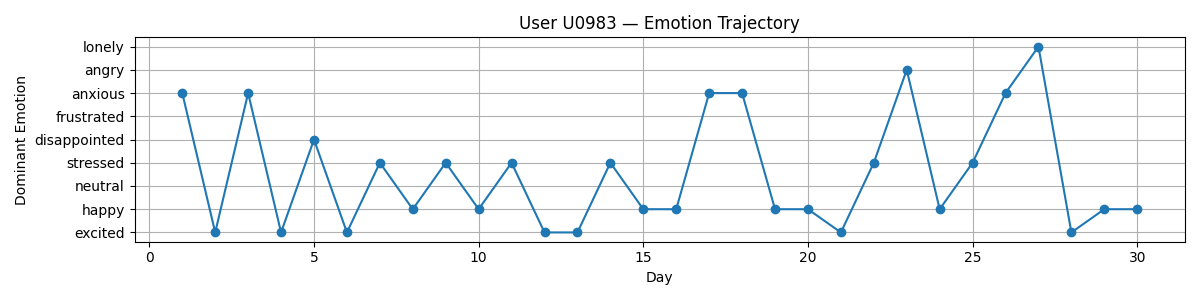 User U0983 — Emotion Trajectory
Dominant Emotion
lonely
angry
anxious
frustrated
disappointed
stressed
neutral
happy
excited
0 5 10 15 20 25 30
Day